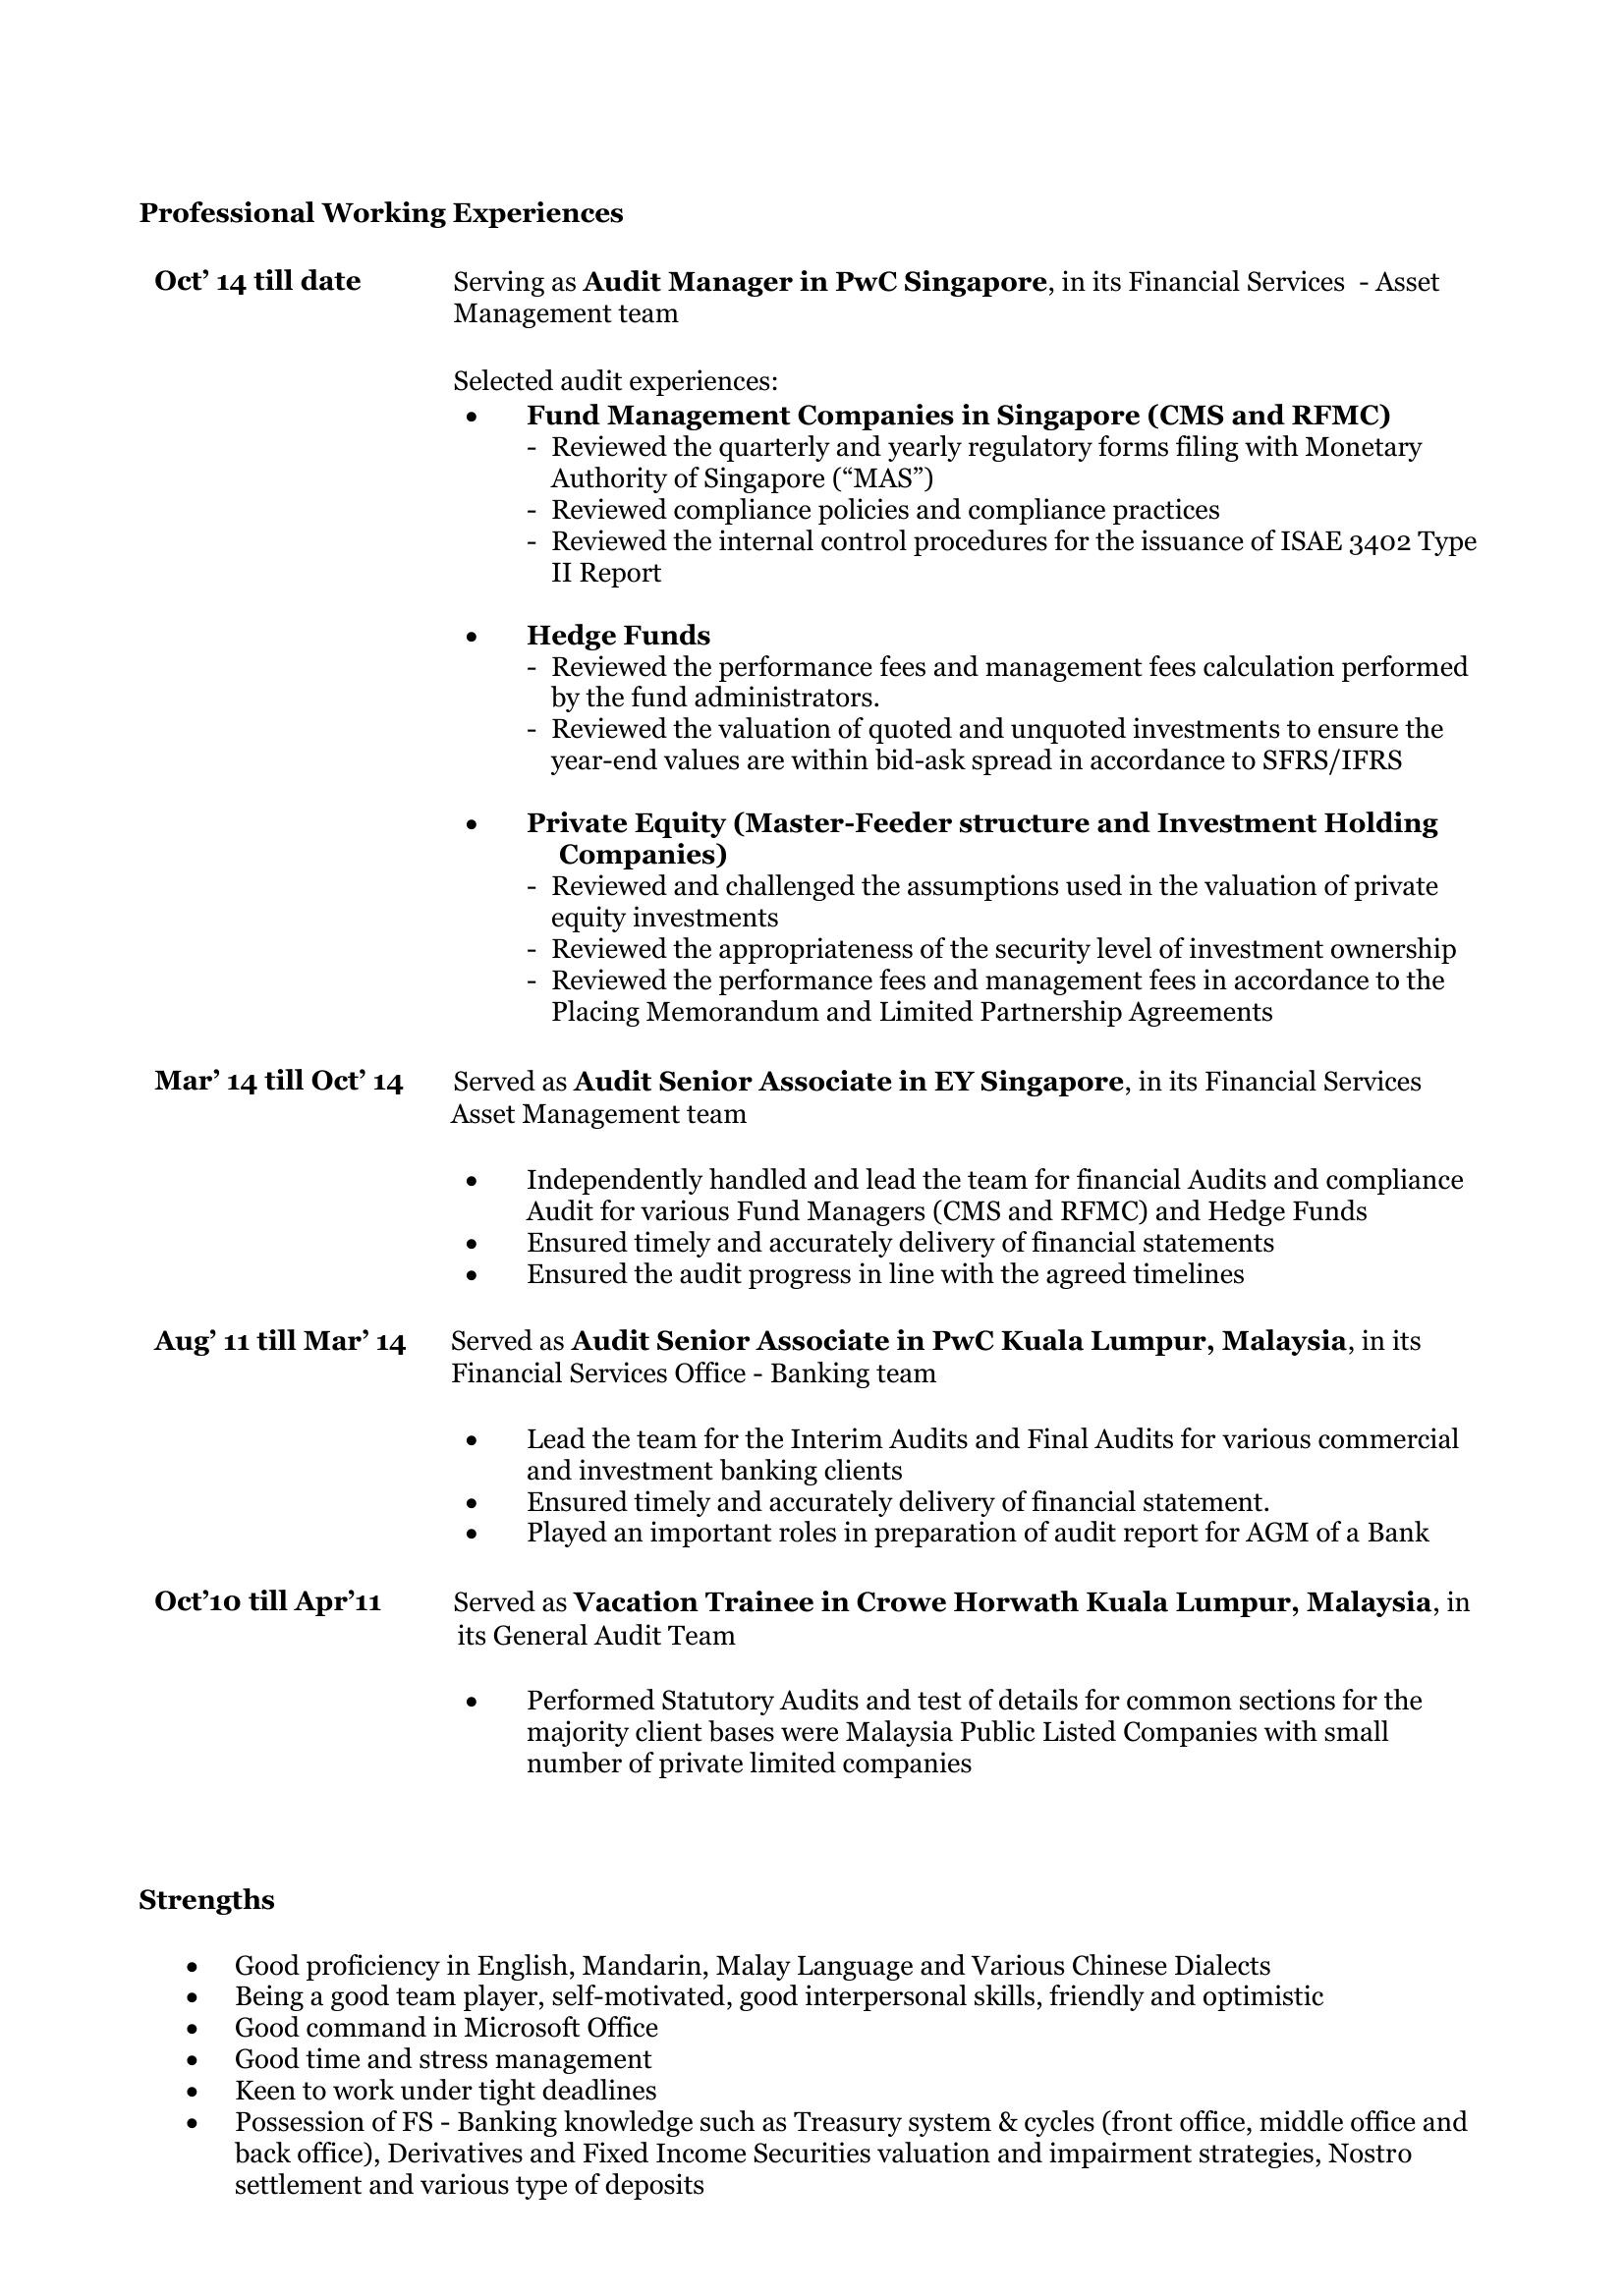 Professional Working Experiences
Oct’ 14 till date Serving as Audit Manager in PwC Singapore, in its Financial Services - Asset
Management team
Selected audit experiences:
• Fund Management Companies in Singapore (CMS and RFMC)
- Reviewed the quarterly and yearly regulatory forms filing with Monetary
Authority of Singapore (“MAS”)
- Reviewed compliance policies and compliance practices
- Reviewed the internal control procedures for the issuance of ISAE 3402 Type
II Report
• Hedge Funds
- Reviewed the performance fees and management fees calculation performed
by the fund administrators.
- Reviewed the valuation of quoted and unquoted investments to ensure the
year-end values are within bid-ask spread in accordance to SFRS/IFRS
• Private Equity (Master-Feeder structure and Investment Holding
Companies)
- Reviewed and challenged the assumptions used in the valuation of private
equity investments
- Reviewed the appropriateness of the security level of investment ownership
- Reviewed the performance fees and management fees in accordance to the
Placing Memorandum and Limited Partnership Agreements
Mar’ 14 till Oct’ 14 Served as Audit Senior Associate in EY Singapore, in its Financial Services
Asset Management team
• Independently handled and lead the team for financial Audits and compliance
Audit for various Fund Managers (CMS and RFMC) and Hedge Funds
• Ensured timely and accurately delivery of financial statements
• Ensured the audit progress in line with the agreed timelines
Aug’ 11 till Mar’ 14 Served as Audit Senior Associate in PwC Kuala Lumpur, Malaysia, in its
Financial Services Office - Banking team
• Lead the team for the Interim Audits and Final Audits for various commercial
and investment banking clients
• Ensured timely and accurately delivery of financial statement.
• Played an important roles in preparation of audit report for AGM of a Bank
Oct’10 till Apr’11 Served as Vacation Trainee in Crowe Horwath Kuala Lumpur, Malaysia, in
its General Audit Team
• Performed Statutory Audits and test of details for common sections for the
majority client bases were Malaysia Public Listed Companies with small
number of private limited companies
Strengths
• Good proficiency in English, Mandarin, Malay Language and Various Chinese Dialects
• Being a good team player, self-motivated, good interpersonal skills, friendly and optimistic
• Good command in Microsoft Office
• Good time and stress management
• Keen to work under tight deadlines
• Possession of FS - Banking knowledge such as Treasury system & cycles (front office, middle office and
back office), Derivatives and Fixed Income Securities valuation and impairment strategies, Nostro
settlement and various type of deposits